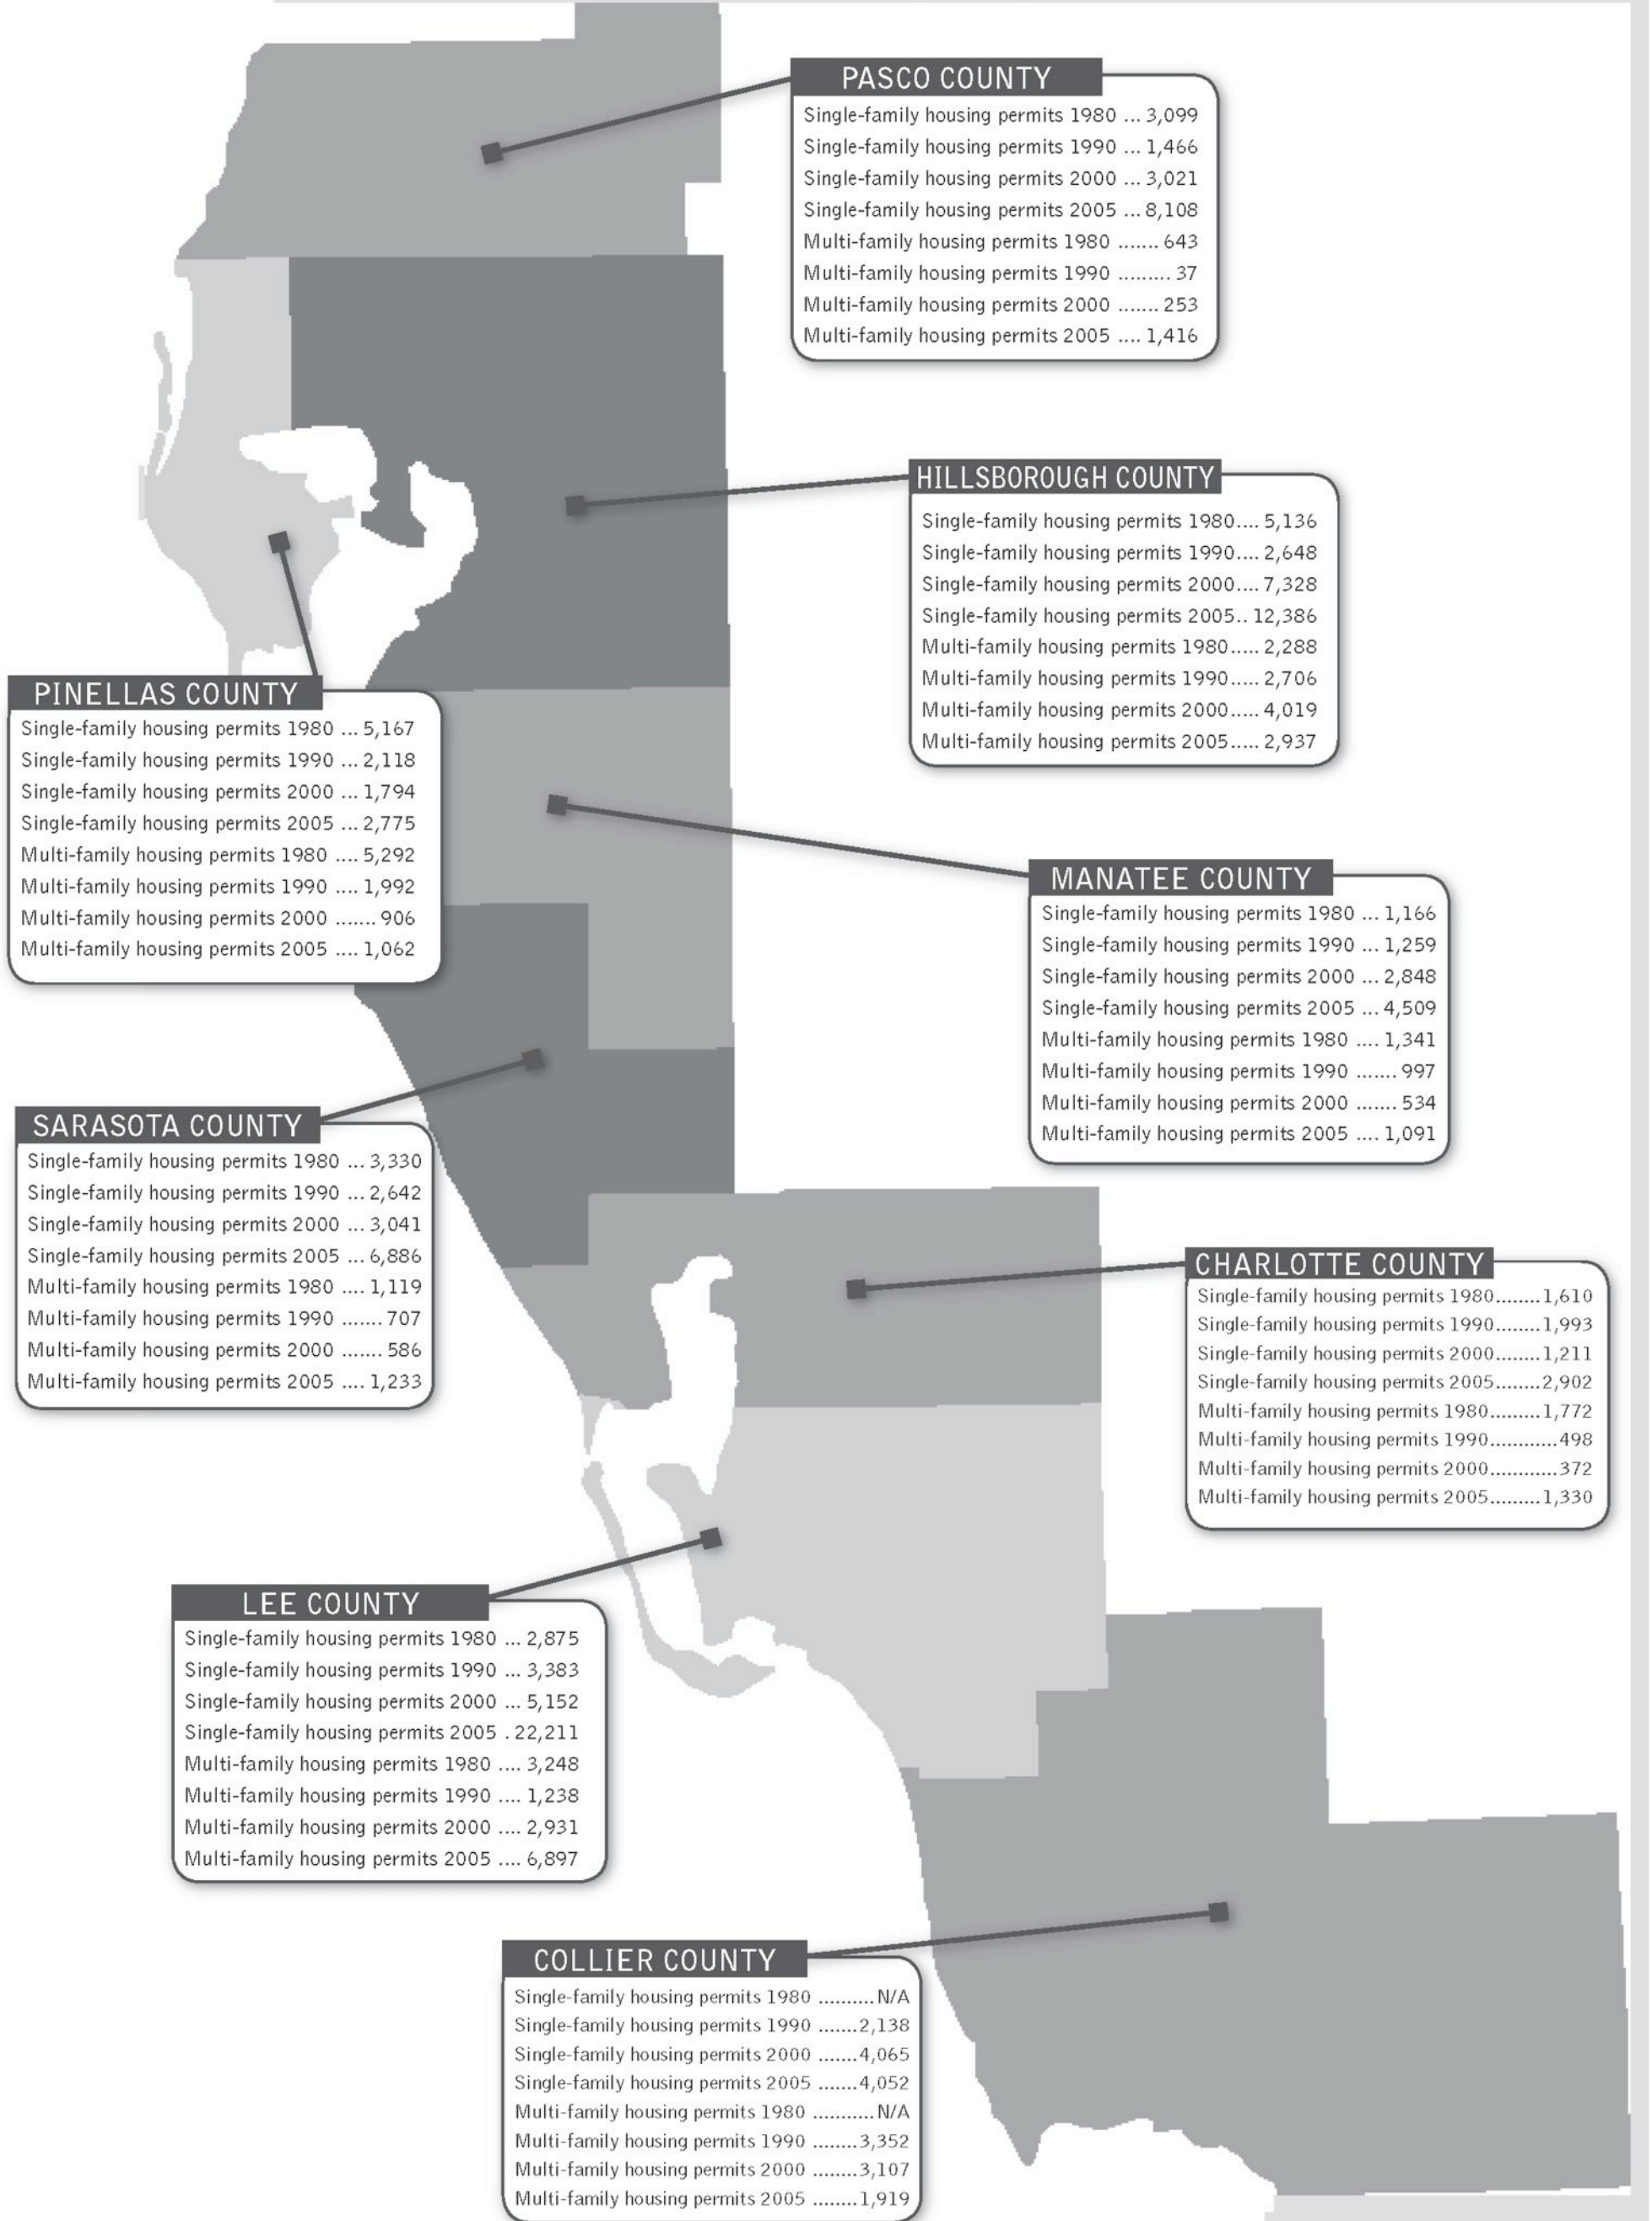 PASCO COUNTY
Single-family housing permits 1980 ... 3,099
Single-family housing permits 1990 ... 1,466
Single-family housing permits 2000 ... 3,021
Single-family housing permits 2005 ... 8,108
Multi-family housing permits 1980 ....... 643
Multi-family housing permits 1990 ......... 37
Multi-family housing permits 2000 ....... 253
Multi-family housing permits 2005 .... 1,416
HILLSBOROUGH COUNTY
Single-family housing permits 1980.... 5,136
Single-family housing permits 1990.... 2,648
Single-family housing permits 2000.... 7,328
Single-family housing permits 2005.. 12,386
Multi-family housing permits 1980..... 2,288
Multi-family housing permits 1990..... 2,706
Multi-family housing permits 2000..... 4,019
Multi-family housing permits 2005..... 2,937
PINELLAS COUNTY
Single-family housing permits 1980 ... 5,167
Single-family housing permits 1990 ... 2,118
Single-family housing permits 2000 ... 1,794
Single-family housing permits 2005 ... 2,775
Multi-family housing permits 1980 .... 5,292
Multi-family housing permits 1990 .... 1,992
Multi-family housing permits 2000 ....... 906
Multi-family housing permits 2005 .... 1,062
MANATEE COUNTY
Single-family housing permits 1980 ... 1,166
Single-family housing permits 1990 ... 1,259
Single-family housing permits 2000 ... 2,848
Single-family housing permits 2005 ... 4,509
Multi-family housing permits 1980 .... 1,341
Multi-family housing permits 1990 ....... 997
Multi-family housing permits 2000 ....... 534
Multi-family housing permits 2005 .... 1,091
SARASOTA COUNTY
Single-family housing permits 1980 ... 3,330
Single-family housing permits 1990 ... 2,642
Single-family housing permits 2000 ... 3,041
Single-family housing permits 2005 ... 6,886
Multi-family housing permits 1980 .... 1,119
Multi-family housing permits 1990 ....... 707
Multi-family housing permits 2000 ....... 586
Multi-family housing permits 2005 .... 1,233
CHARLOTTE COUNTY
Single-family housing permits 1980........1,610
Single-family housing permits 1990........1,993
Single-family housing permits 2000........1,211
Single-family housing permits 2005........2,902
Multi-family housing permits 1980.........1,772
Multi-family housing permits 1990............498
Multi-family housing permits 2000............372
Multi-family housing permits 2005.........1,330
LEE COUNTY
Single-family housing permits 1980 ... 2,875
Single-family housing permits 1990 ... 3,383
Single-family housing permits 2000 ... 5,152
Single-family housing permits 2005 . 22,211
Multi-family housing permits 1980 .... 3,248
Multi-family housing permits 1990 .... 1,238
Multi-family housing permits 2000 .... 2,931
Multi-family housing permits 2005 .... 6,897
COLLIER COUNTY
Single-family housing permits 1980 ..........N/A
Single-family housing permits 1990 .......2,138
Single-family housing permits 2000 .......4,065
Single-family housing permits 2005 .......4,052
Multi-family housing permits 1980 ...........N/A
Multi-family housing permits 1990 ........3,352
Multi-family housing permits 2000 ........3,107
Multi-family housing permits 2005 ........1,919